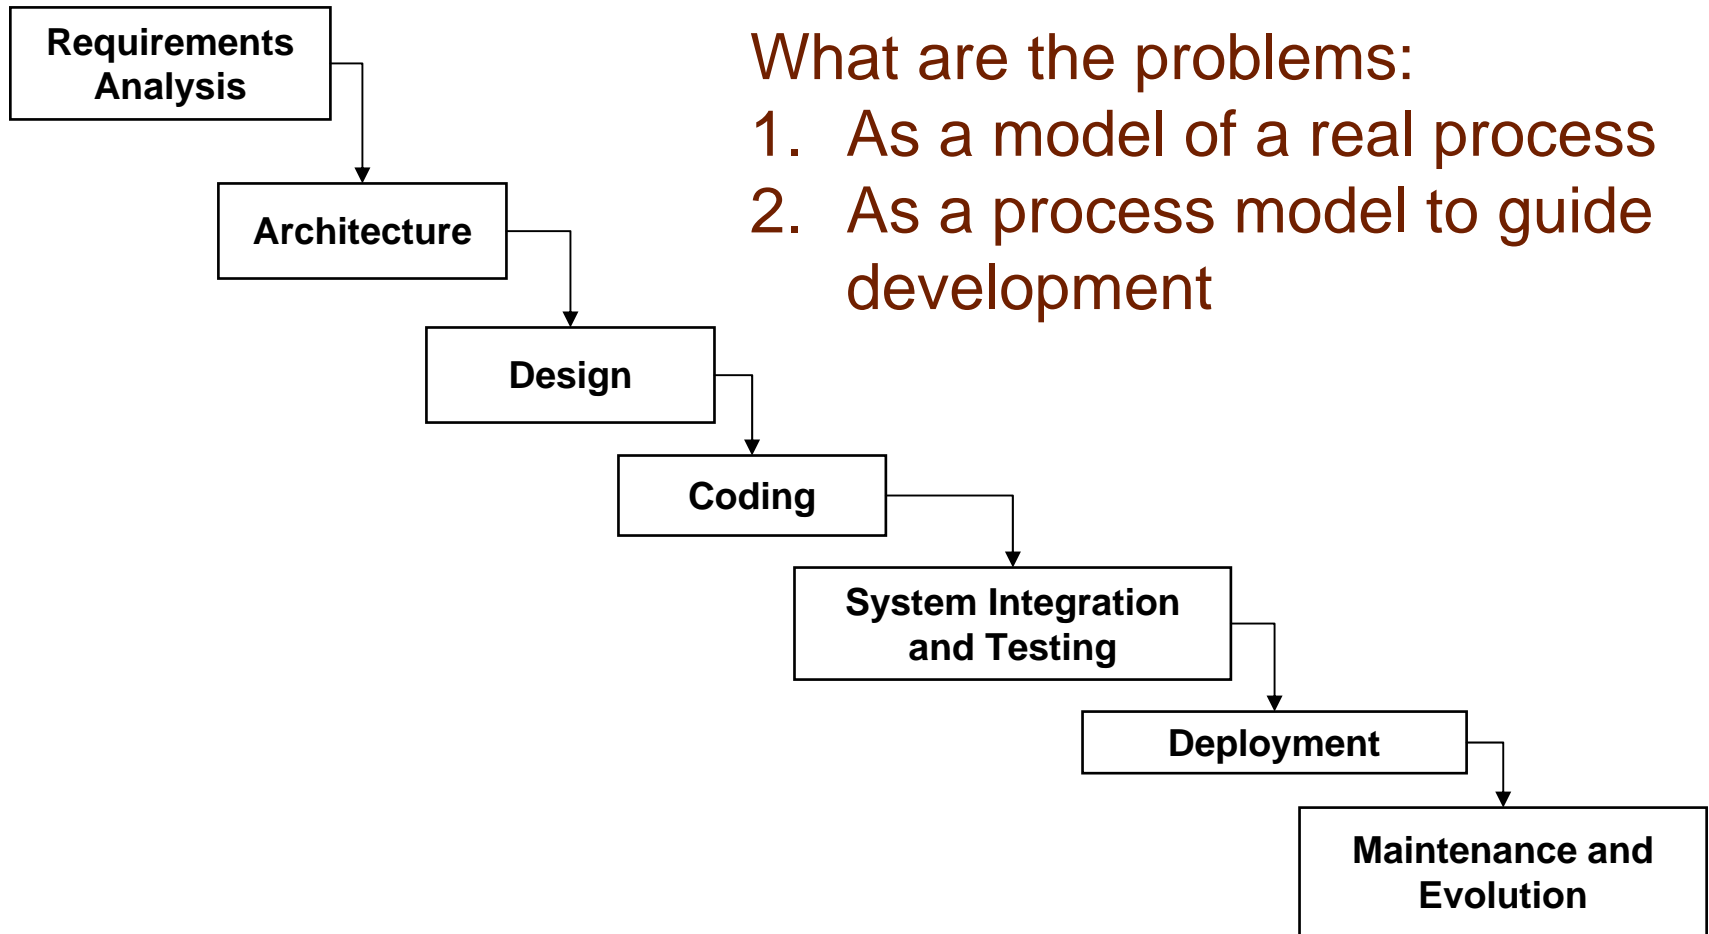 Requirements
Analysis
What are the problems:
1. As a model of a real process
2. As a process model to guide
development
Architecture
Design
Coding
System Integration
and Testing
Deployment
Maintenance and
Evolution